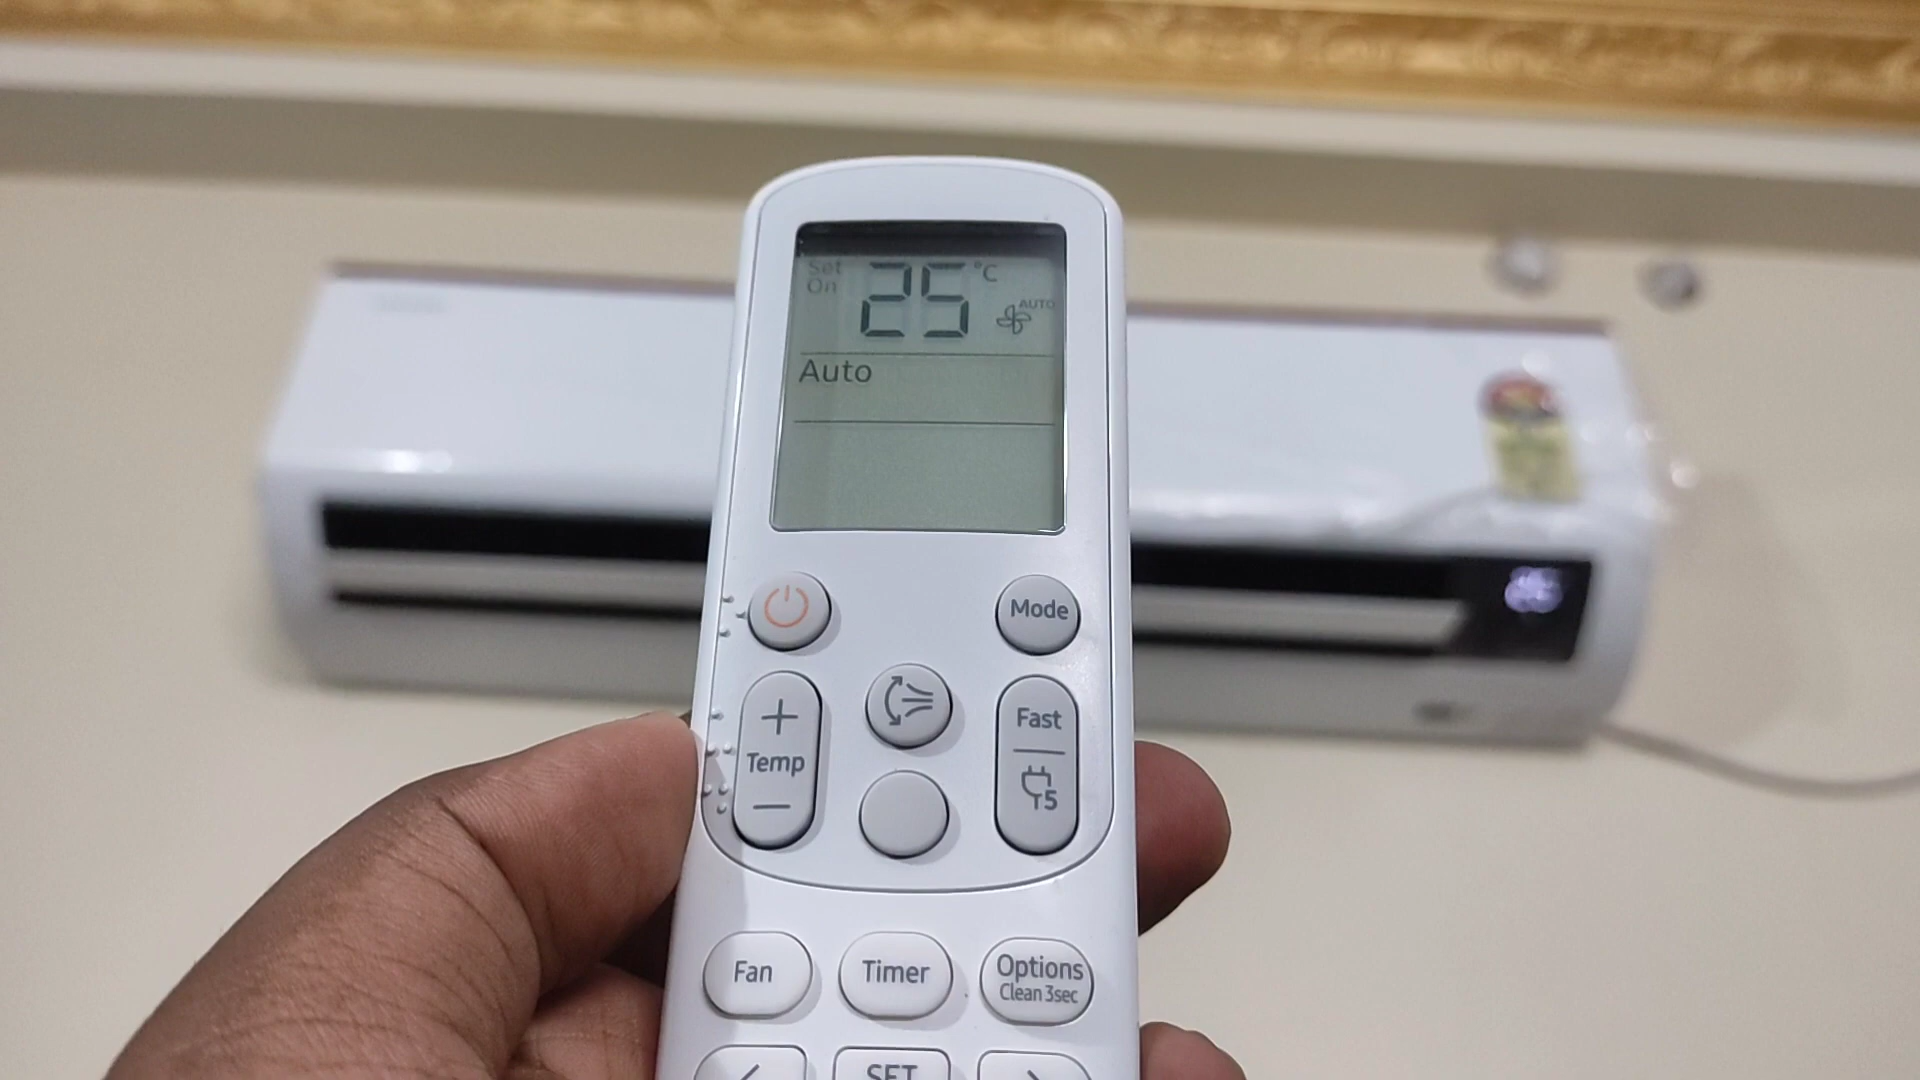 Set
On
25°C
AUTO
Auto
Mode
+
Temp
−
Fast
5
Fan
Timer
Options
Clean 3sec
<
SET
>